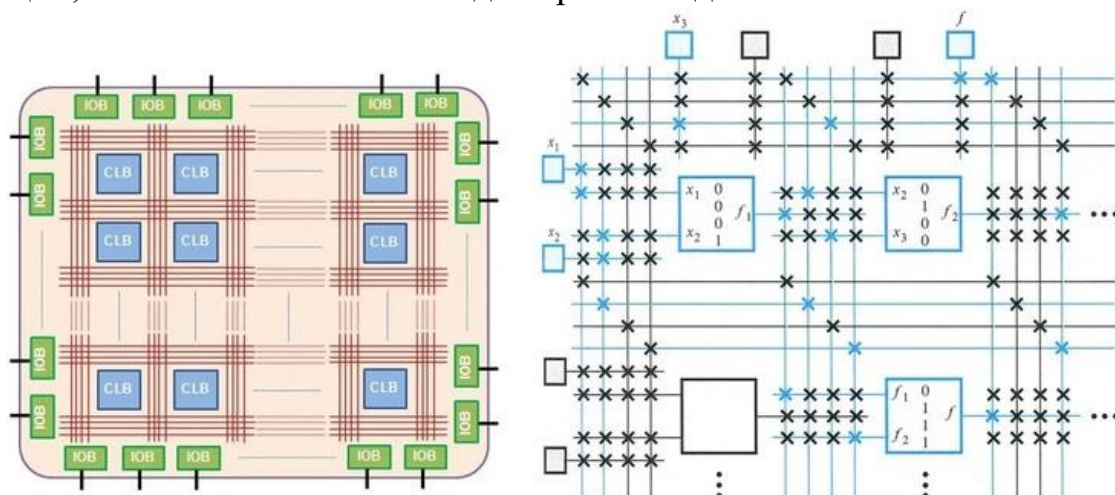 IOB IOB IOB IOB IOB
IOB
IOB
CLB CLB CLB
IOB
IOB
CLB CLB CLB
IOB
IOB
CLB CLB CLB
IOB
IOB
IOB IOB IOB IOB IOB
x3
f
x1
x1 0
0
0
x2 1
f1
x2 0
1
0
x3 0
f2
x2
f1 0
1
1
f2 1
f